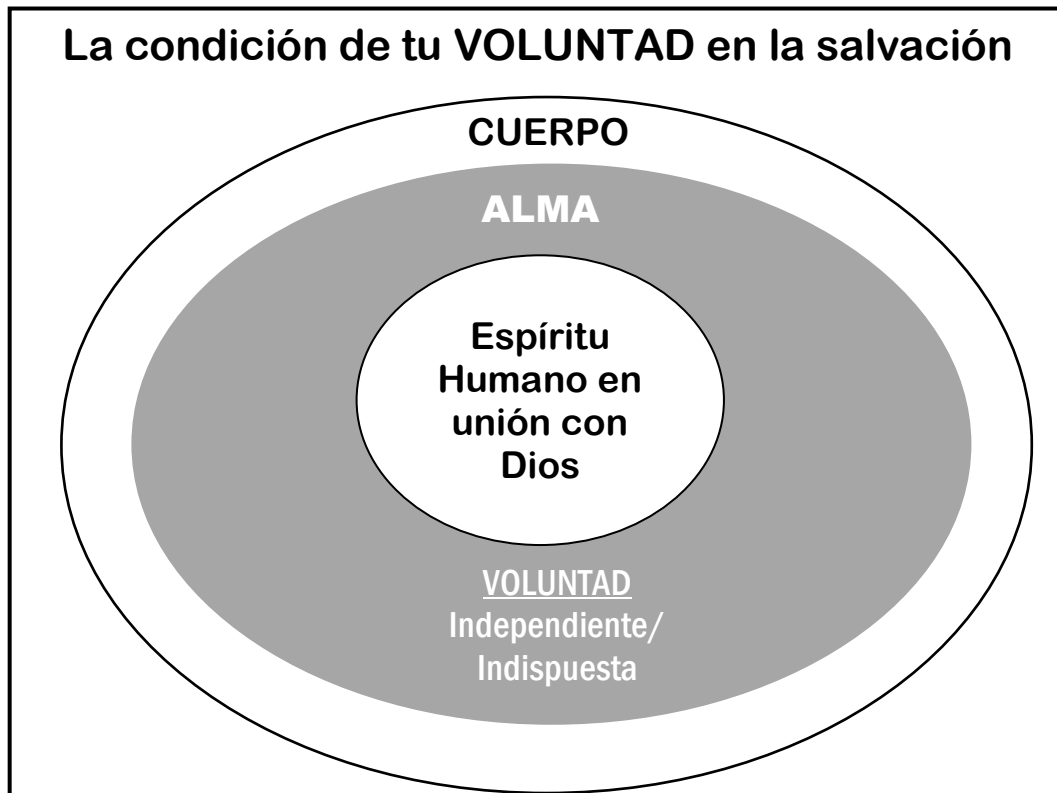 La condición de tu VOLUNTAD en la salvación
CUERPO
ALMA
Espíritu
Humano en
unión con
Dios
VOLUNTAD
Independiente/
Indispuesta